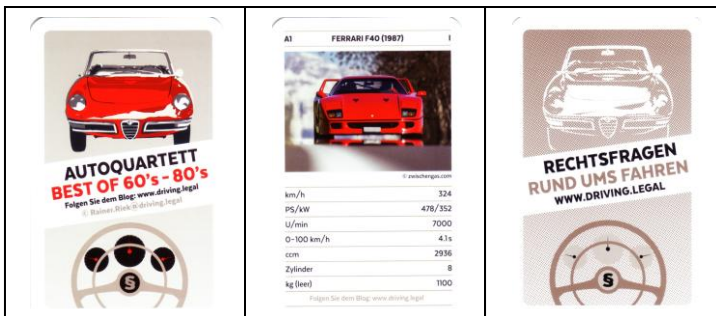 AUTOQUARTETT
BEST OF 60's - 80's
Folgen Sie dem Blog: www.driving.legal
© Rainer.Riek@driving.legal
§
A1 FERRARI F40 (1987) I
© zwischengas.com
km/h 324
PS/kW 478/352
U/min 7000
0-100 km/h 4.1 s
ccm 2936
Zylinder 8
kg (leer) 1100
Folgen Sie dem Blog: www.driving.legal
RECHTSFRAGEN
RUND UMS FAHREN
WWW.DRIVING.LEGAL
§